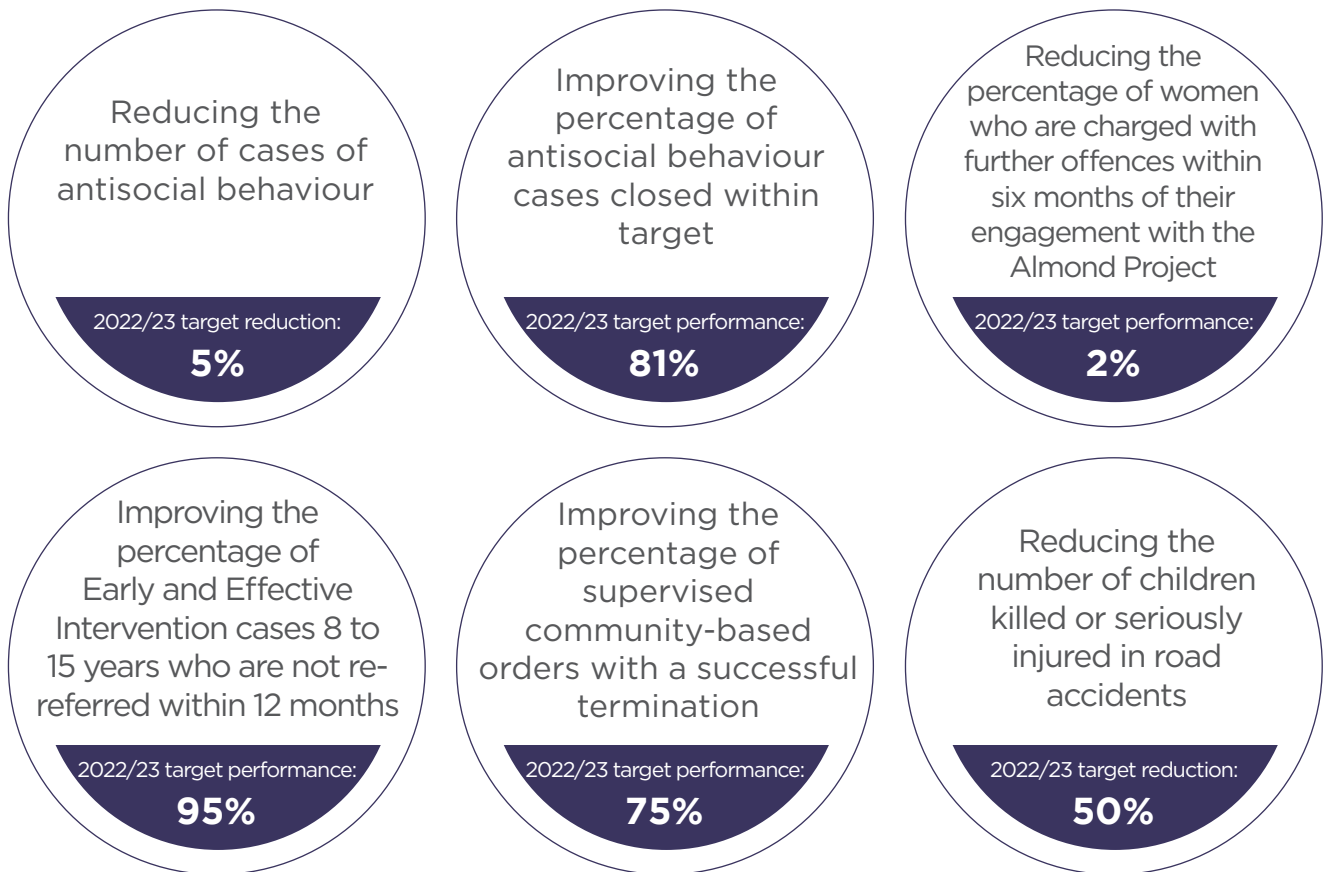 Reducing the
number of cases of
antisocial behaviour
2022/23 target reduction:
5%
Improving the
percentage of
antisocial behaviour
cases closed within
target
2022/23 target performance:
81%
Reducing the
percentage of women
who are charged with
further offences within
six months of their
engagement with the
Almond Project
2022/23 target performance:
2%
Improving the
percentage of
Early and Effective
Intervention cases 8 to
15 years who are not re-
referred within 12 months
2022/23 target performance:
95%
Improving the
percentage of
supervised
community-based
orders with a successful
termination
2022/23 target performance:
75%
Reducing the
number of children
killed or seriously
injured in road
accidents
2022/23 target reduction:
50%